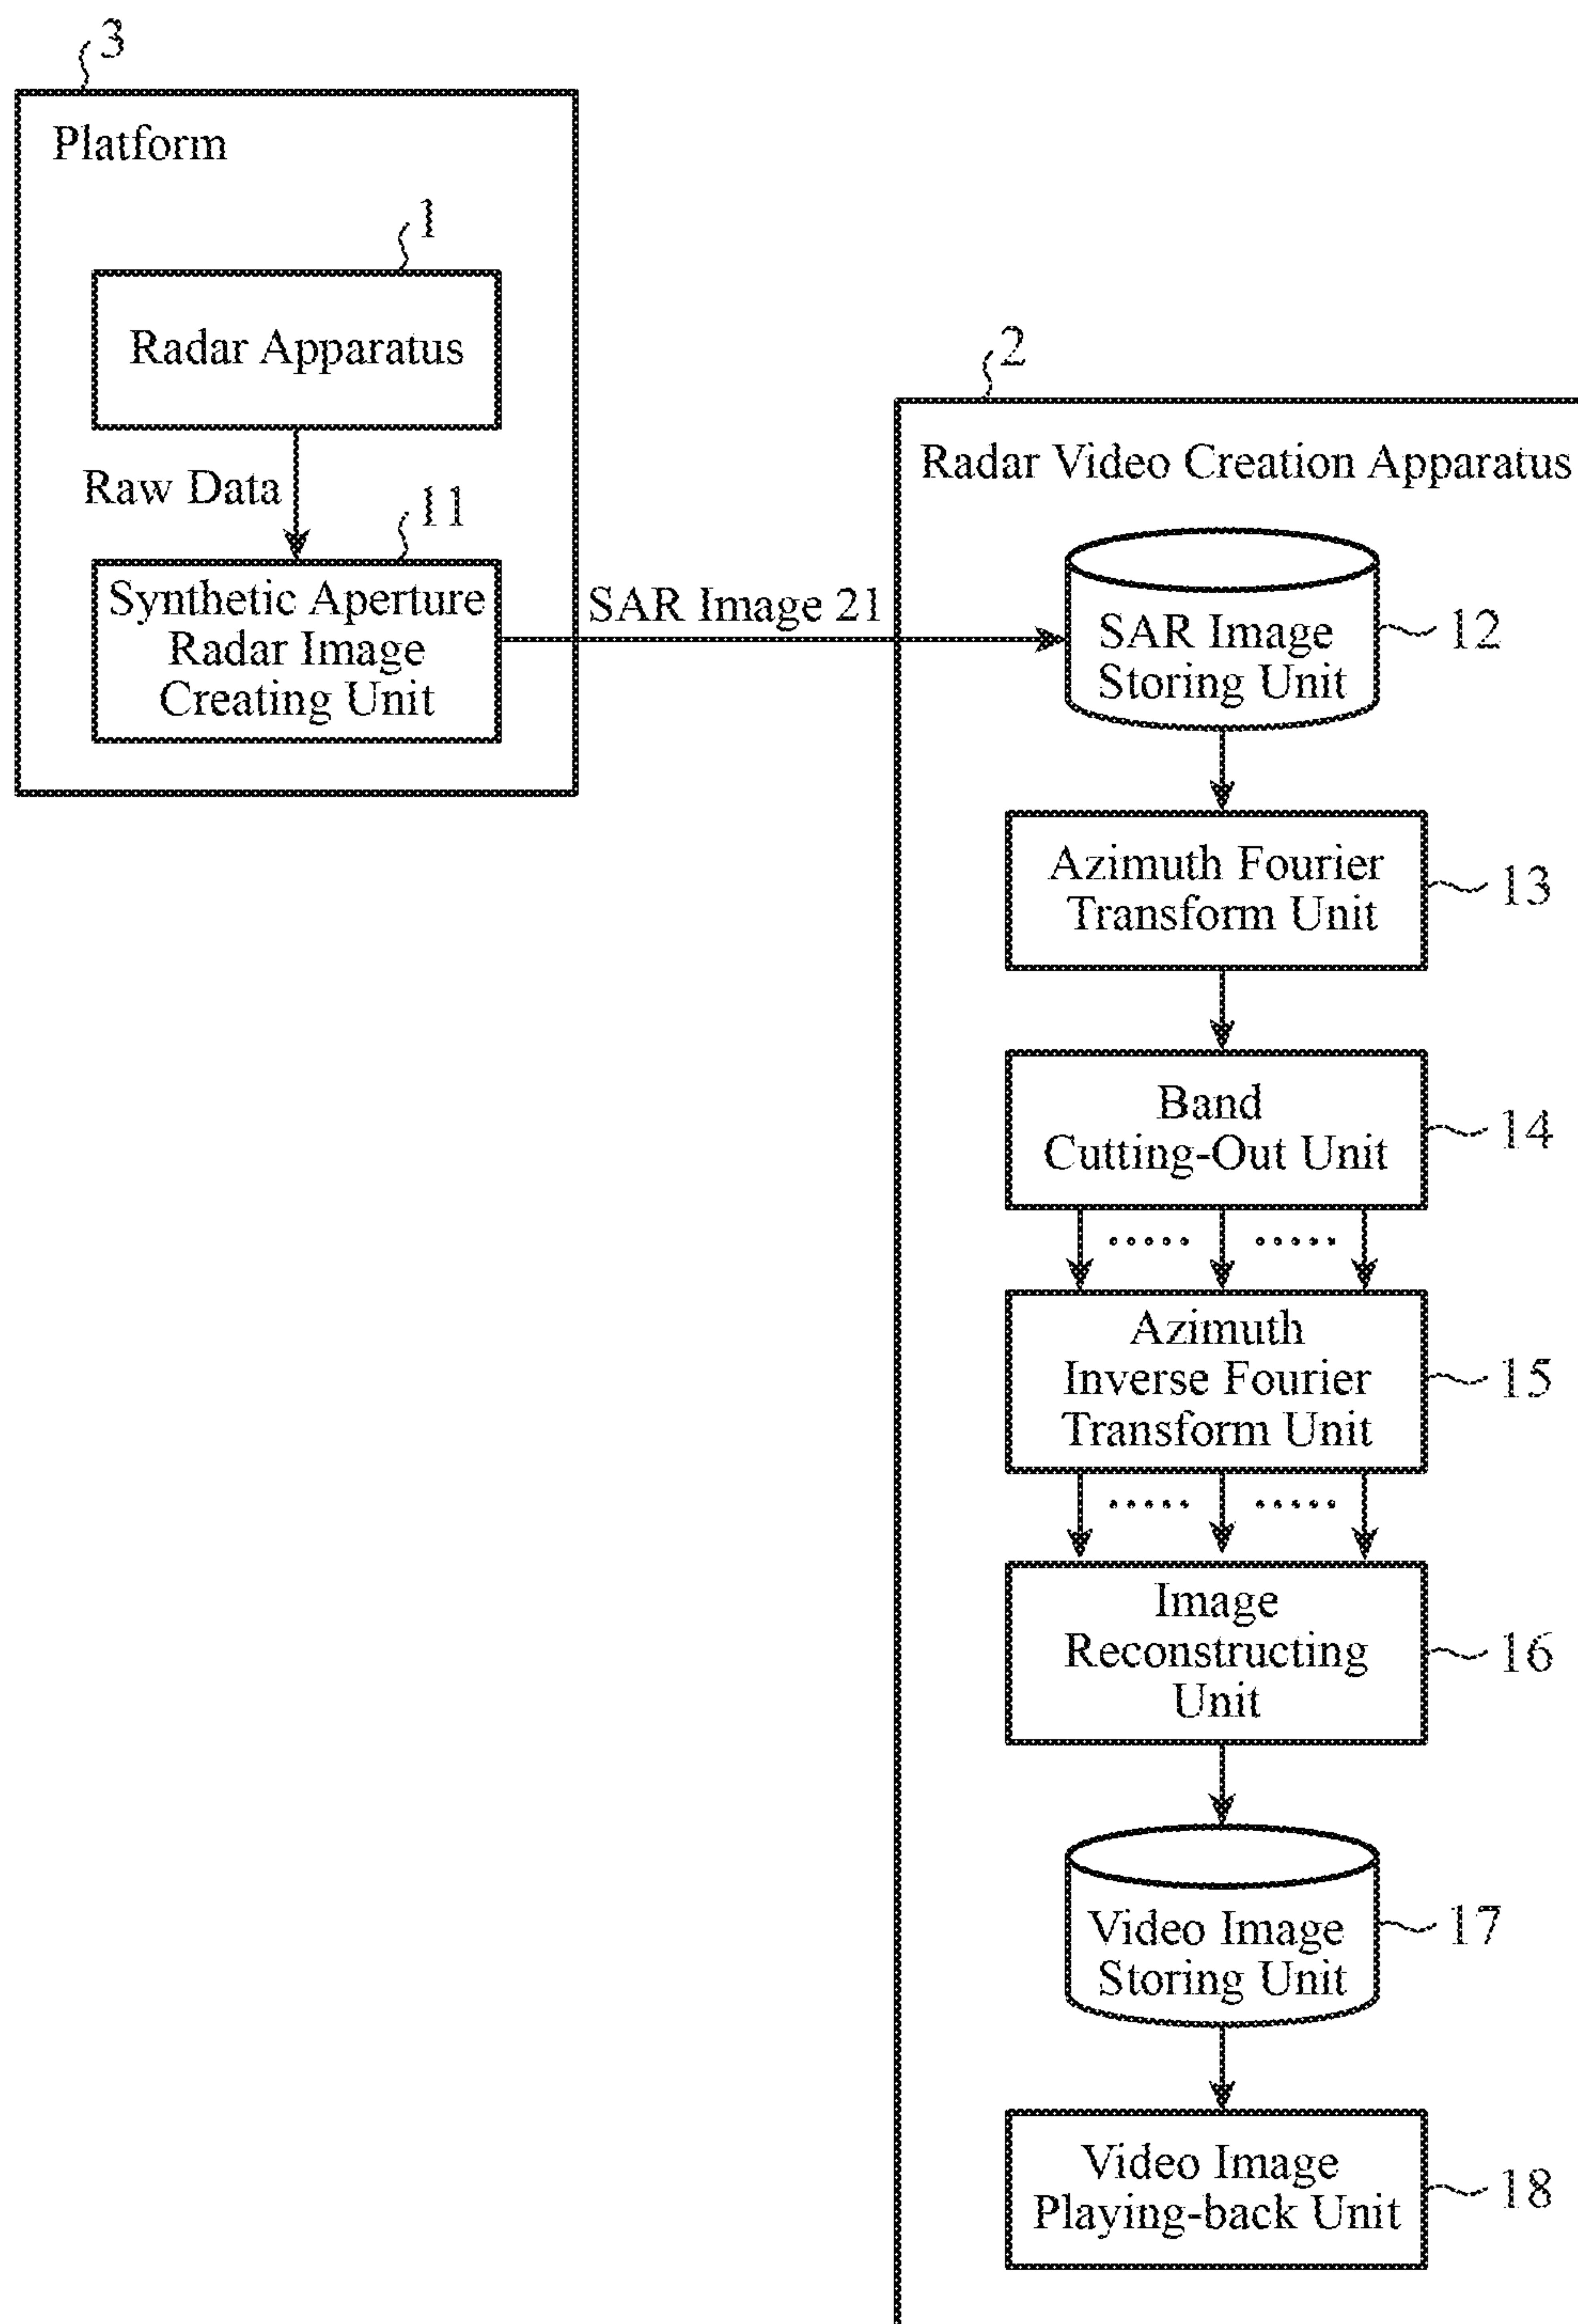 3
Platform
1
Radar Apparatus
Raw Data
11
Synthetic Aperture
Radar Image
Creating Unit
SAR Image 21
2
Radar Video Creation Apparatus
SAR Image
Storing Unit
12
Azimuth Fourier
Transform Unit
13
Band
Cutting-Out Unit
14
Azimuth
Inverse Fourier
Transform Unit
15
Image
Reconstructing
Unit
16
Video Image
Storing Unit
17
Video Image
Playing-back Unit
18